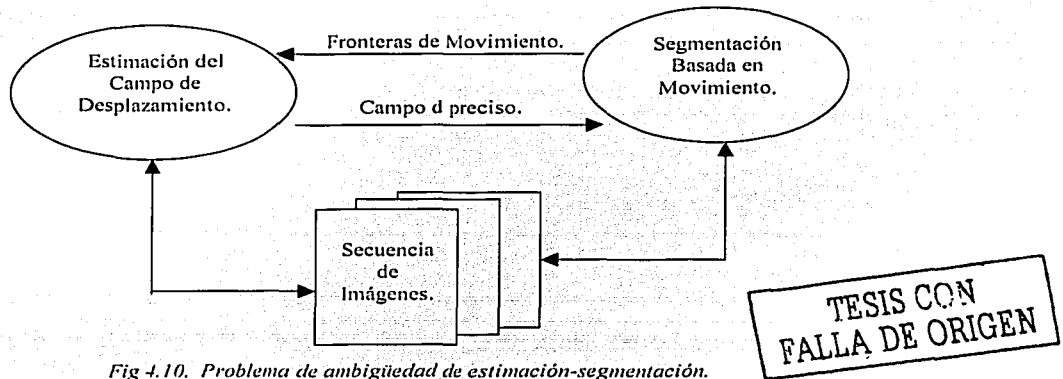 Estimación del
Campo de
Desplazamiento.
Fronteras de Movimiento.
Campo d preciso.
Segmentación
Basada en
Movimiento.
Secuencia
de
Imágenes.
TESIS CON
FALLA DE ORIGEN
Fig 4.10. Problema de ambigüedad de estimación-segmentación.